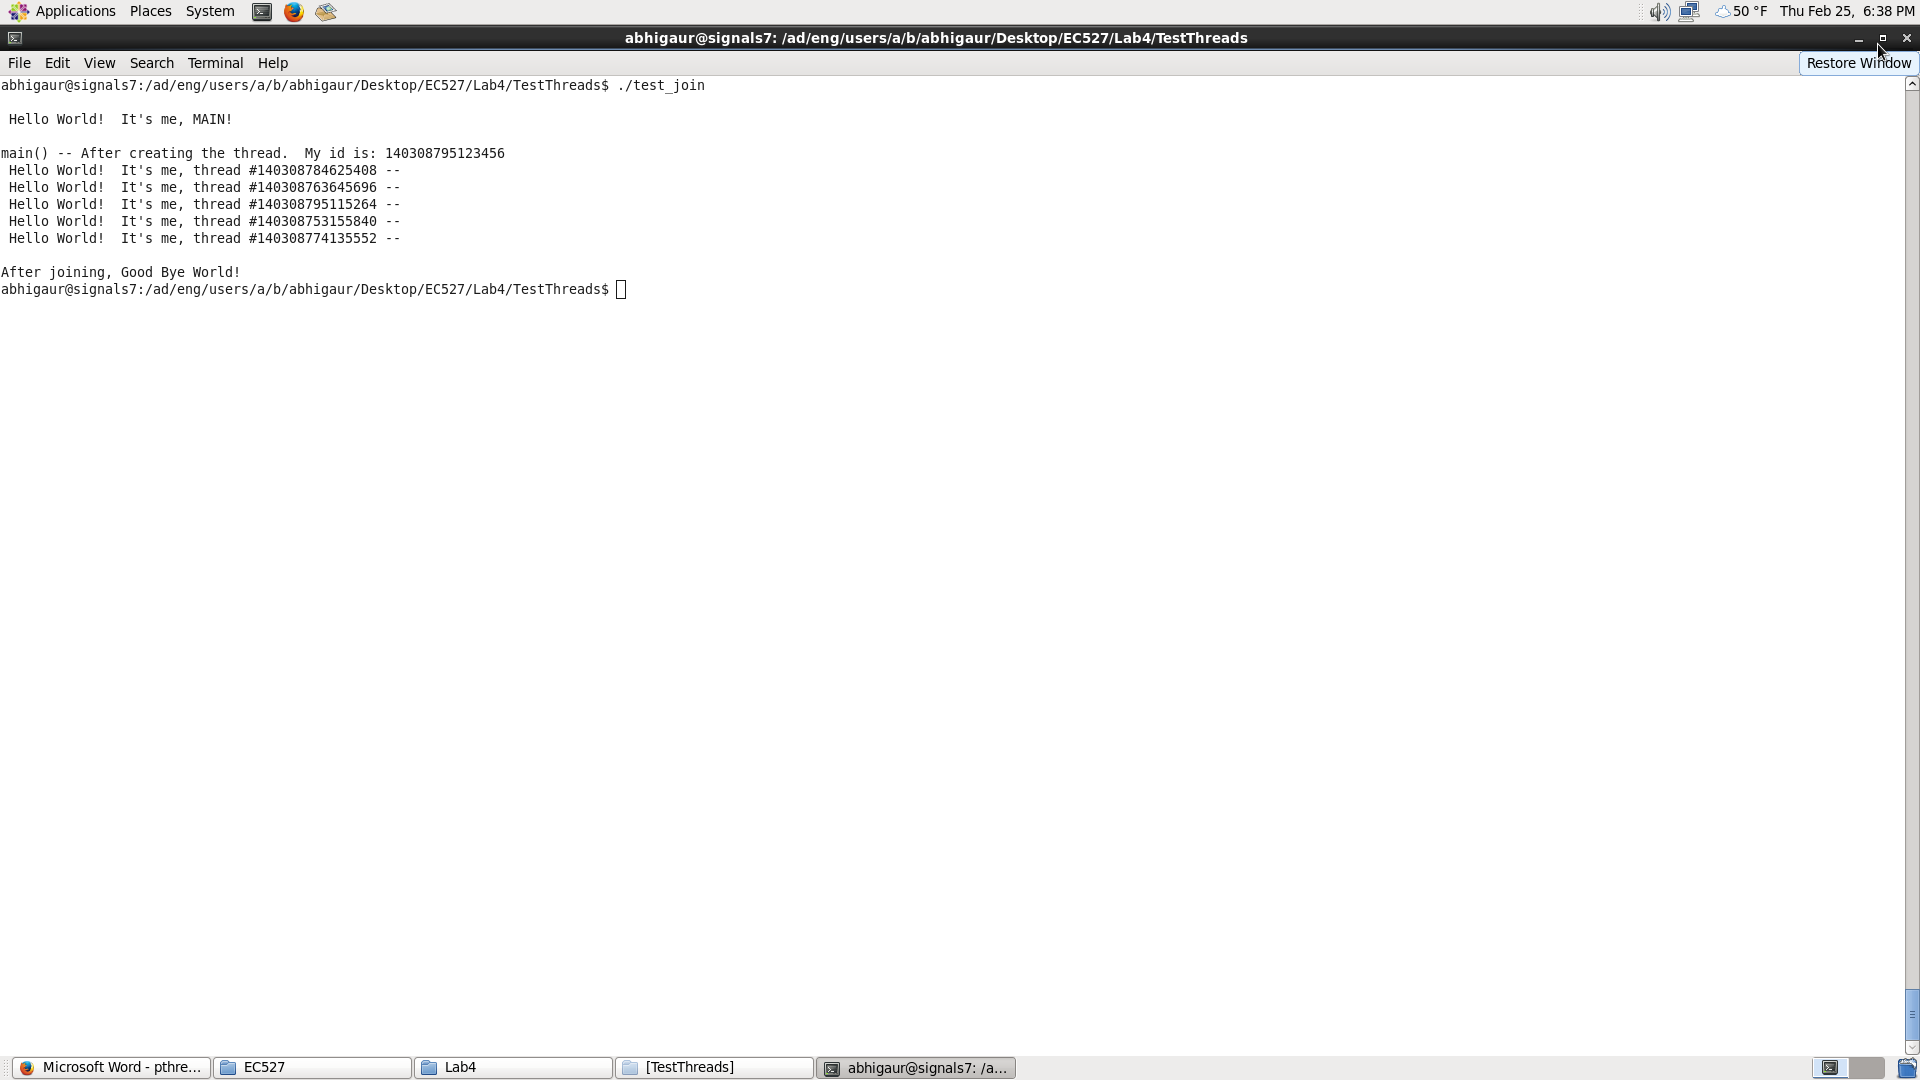 Applications Places System 50 °F Thu Feb 25, 6:38 PM
abhigaur@signals7: /ad/eng/users/a/b/abhigaur/Desktop/EC527/Lab4/TestThreads
File Edit View Search Terminal Help Restore Window
abhigaur@signals7:/ad/eng/users/a/b/abhigaur/Desktop/EC527/Lab4/TestThreads$ ./test_join
Hello World!  It's me, MAIN!
main() -- After creating the thread.  My id is: 140308795123456
Hello World!  It's me, thread #140308784625408 --
Hello World!  It's me, thread #140308763645696 --
Hello World!  It's me, thread #140308795115264 --
Hello World!  It's me, thread #140308753155840 --
Hello World!  It's me, thread #140308774135552 --
After joining, Good Bye World!
abhigaur@signals7:/ad/eng/users/a/b/abhigaur/Desktop/EC527/Lab4/TestThreads$
Microsoft Word - pthre... EC527 Lab4 [TestThreads] abhigaur@signals7: /a...